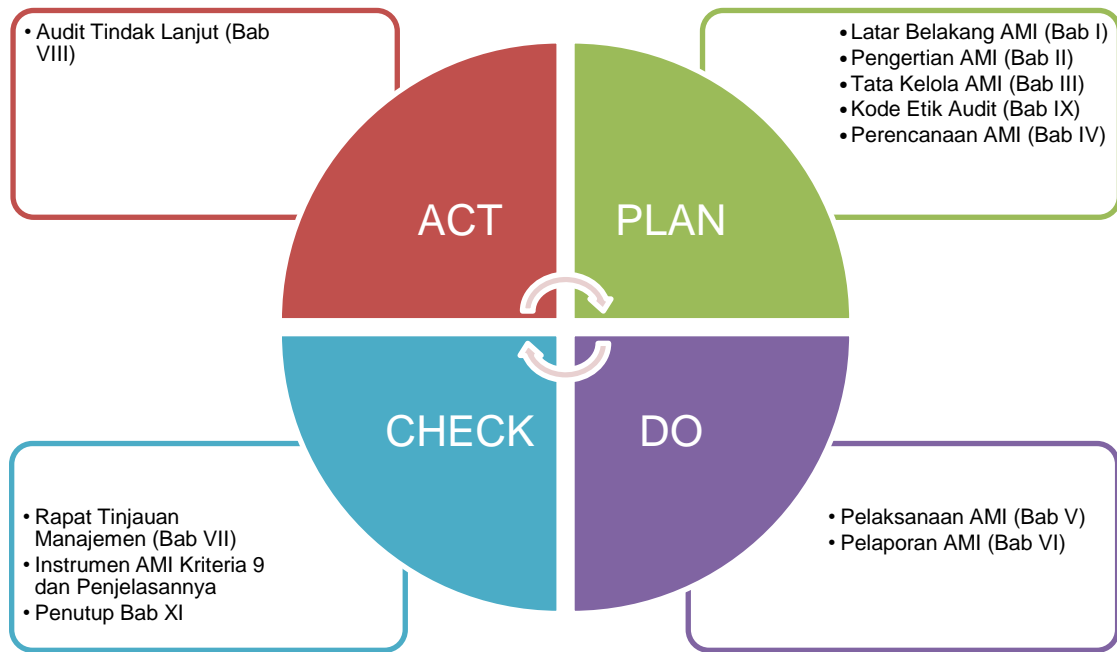 • Audit Tindak Lanjut (Bab
VIII)
• Latar Belakang AMI (Bab I)
• Pengertian AMI (Bab II)
• Tata Kelola AMI (Bab III)
• Kode Etik Audit (Bab IX)
• Perencanaan AMI (Bab IV)
ACT
PLAN
CHECK
DO
• Rapat Tinjauan
Manajemen (Bab VII)
• Instrumen AMI Kriteria 9
dan Penjelasannya
• Penutup Bab XI
• Pelaksanaan AMI (Bab V)
• Pelaporan AMI (Bab VI)